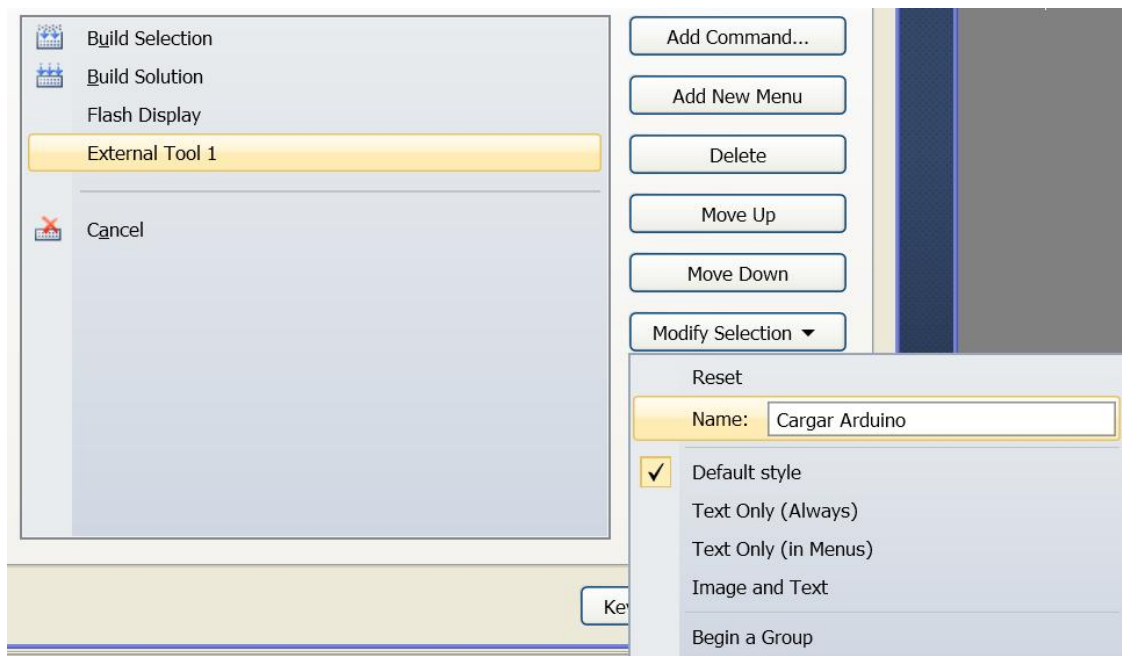 Build Selection
Build Solution
Flash Display
External Tool 1
Cancel
Add Command...
Add New Menu
Delete
Move Up
Move Down
Modify Selection
Reset
Name: Cargar Arduino
Default style
Text Only (Always)
Text Only (in Menus)
Image and Text
Begin a Group